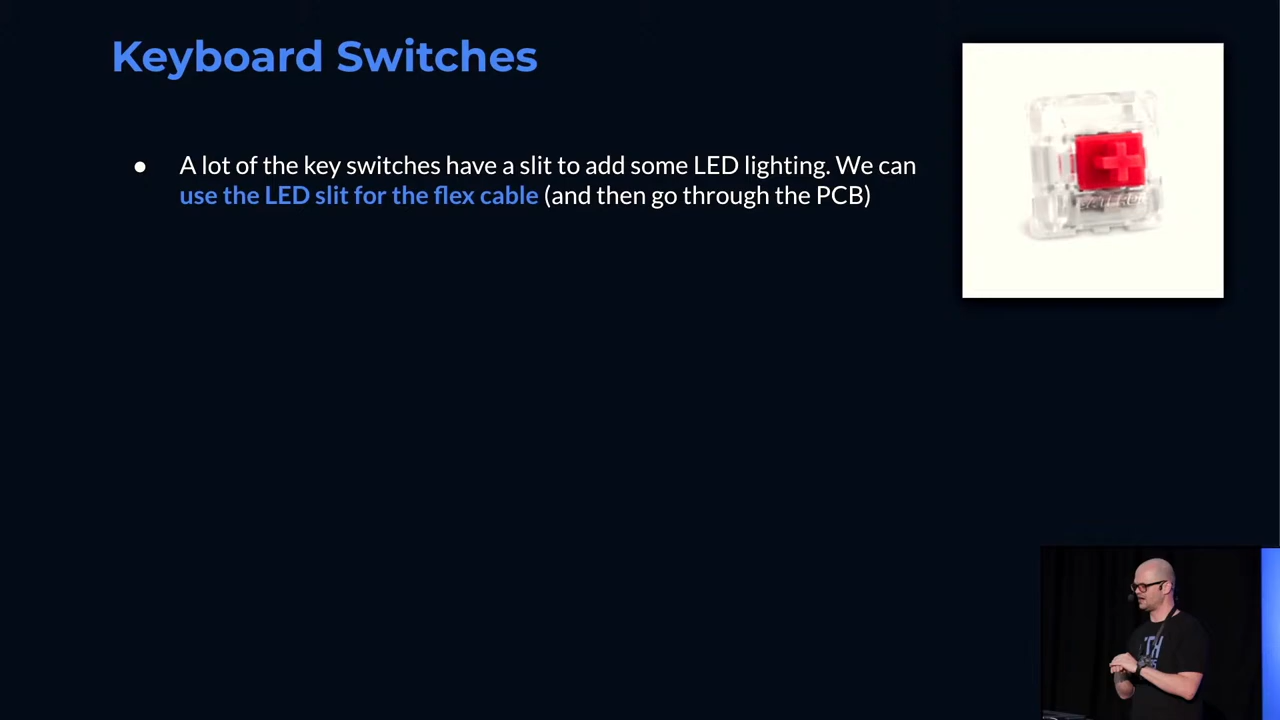 Keyboard Switches
● A lot of the key switches have a slit to add some LED lighting. We can
use the LED slit for the flex cable (and then go through the PCB)